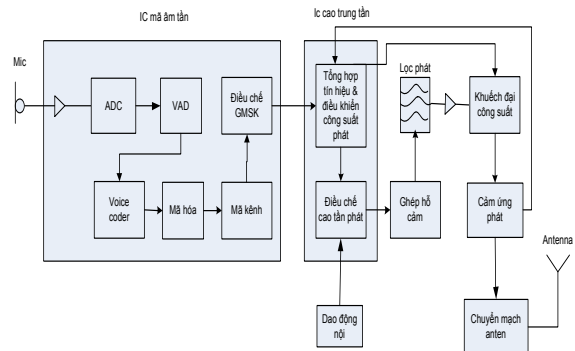 IC mã âm tần
Ic cao trung tần
Mic
ADC
VAD
Điều chế
GMSK
Voice
coder
Mã hóa
Mã kênh
Tổng hợp
tín hiệu &
điều khiển
công suất
phát
Điều chế
cao tần phát
Dao động
nội
Lọc phát
Ghép hỗ
cảm
Khuếch đại
công suất
Cảm ứng
phát
Antenna
Chuyển mạch
anten